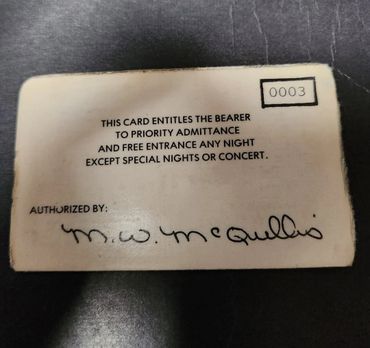 0003
THIS CARD ENTITLES THE BEARER
TO PRIORITY ADMITTANCE
AND FREE ENTRANCE ANY NIGHT
EXCEPT SPECIAL NIGHTS OR CONCERT.
AUTHORIZED BY:
M.W. McQullis